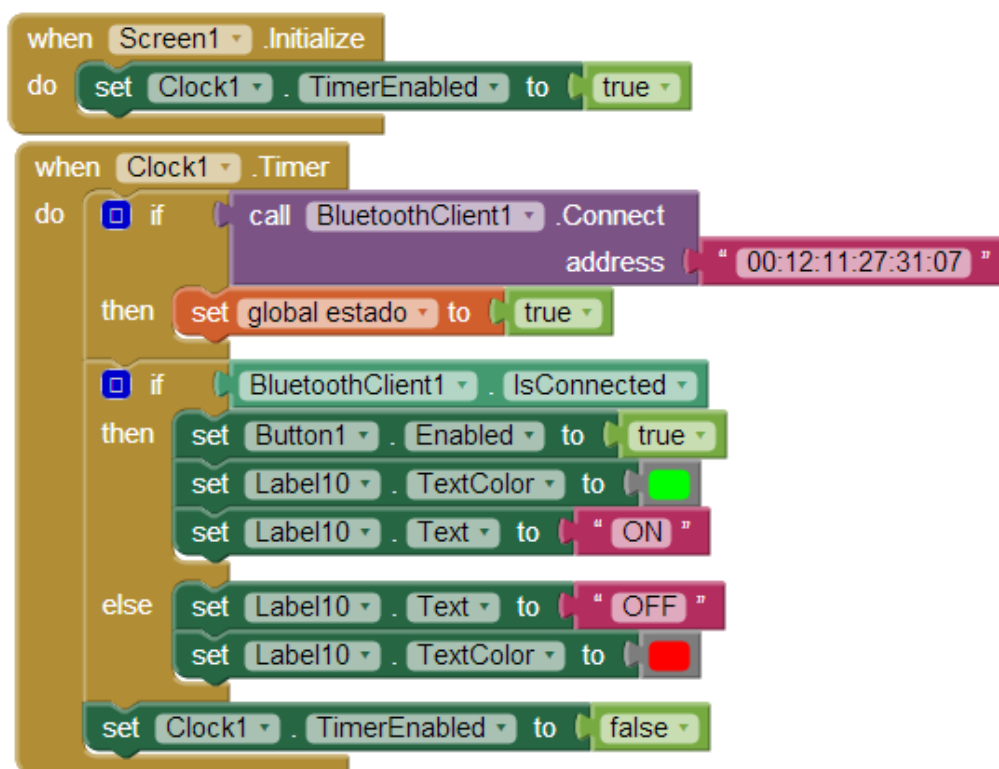 when Screen1 .Initialize
do set Clock1 . TimerEnabled to true
when Clock1 .Timer
do if call BluetoothClient1 .Connect
address " 00:12:11:27:31:07 "
then set global estado to true
if BluetoothClient1 . IsConnected
then set Button1 . Enabled to true
set Label10 . TextColor to
set Label10 . Text to " ON "
else set Label10 . Text to " OFF "
set Label10 . TextColor to
set Clock1 . TimerEnabled to false